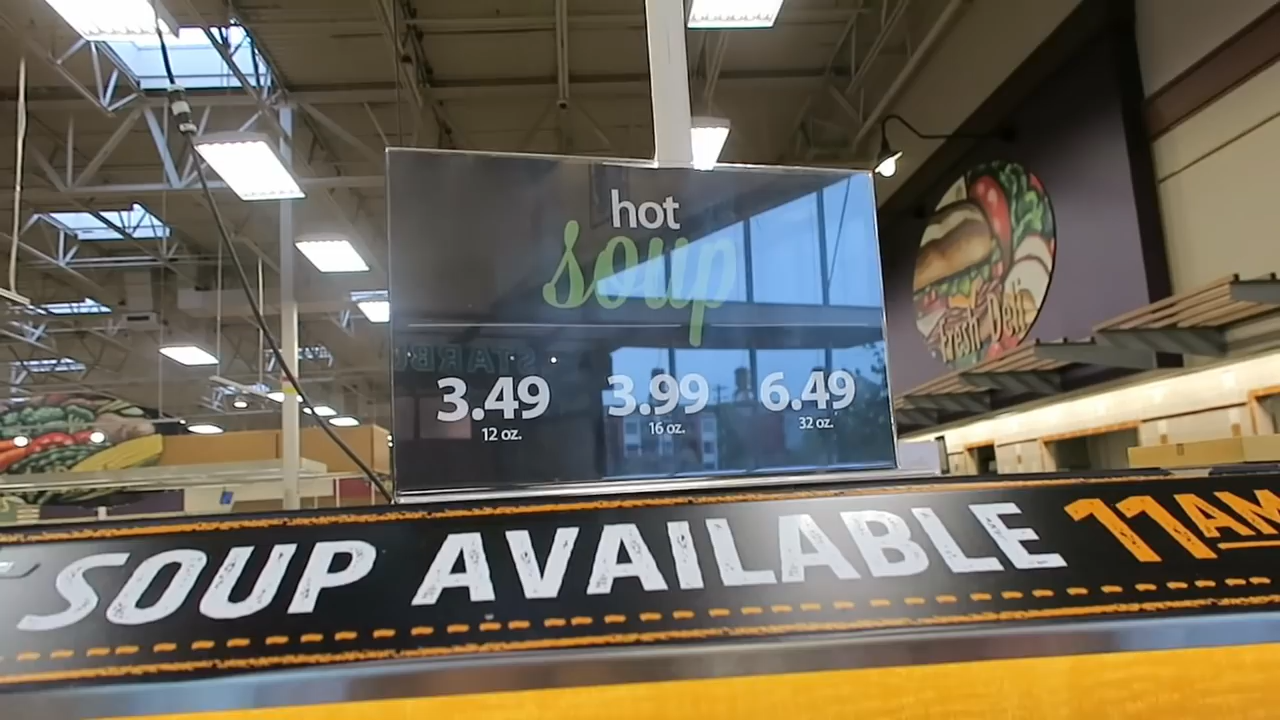 hot
soup
3.49 3.99 6.49
12 oz. 16 oz. 32 oz.
Fresh Deli
STARB
SOUP AVAILABLE 11AM